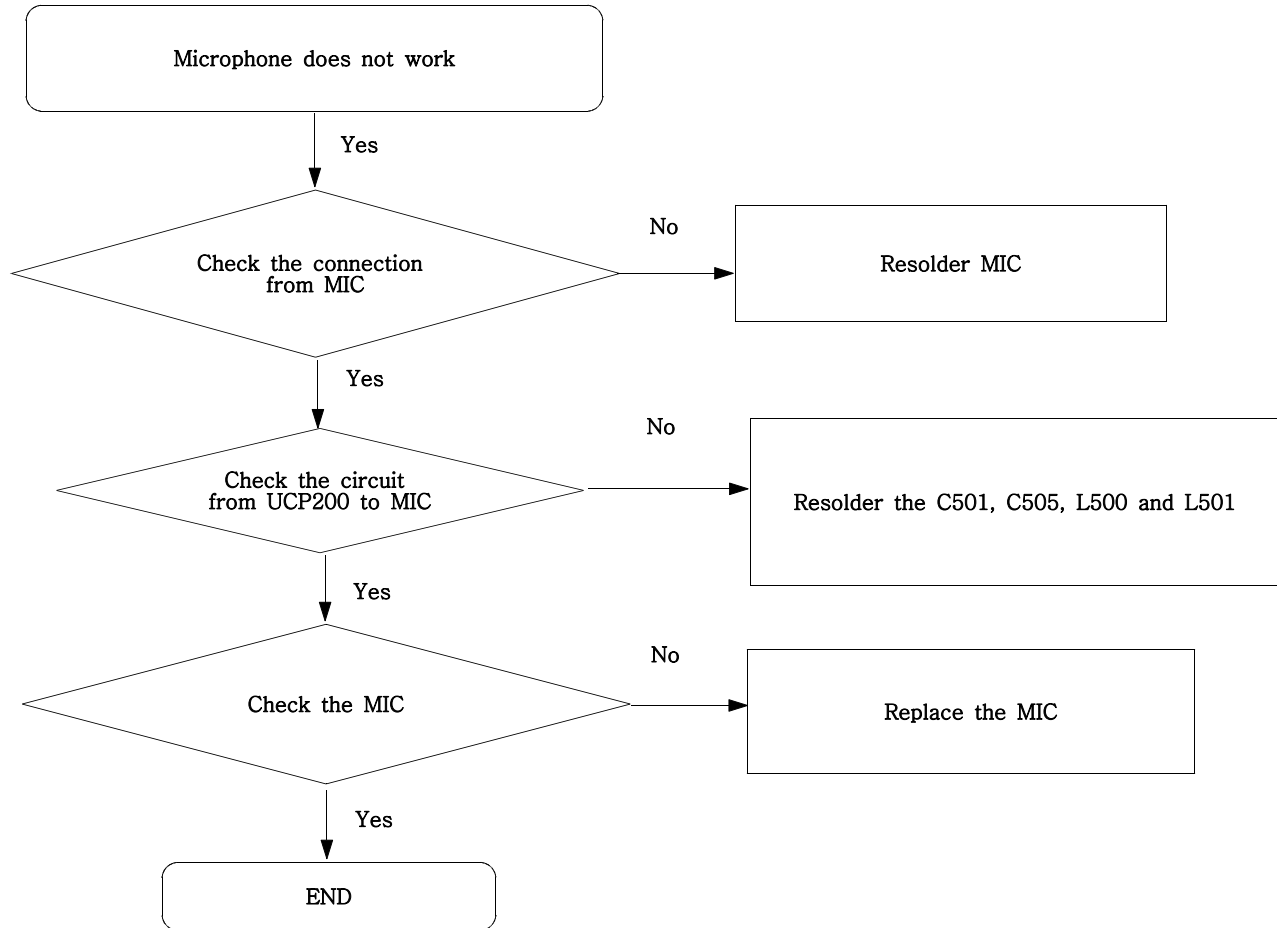 Microphone does not work
Yes
Check the connection
from MIC
No
Resolder MIC
Yes
Check the circuit
from UCP200 to MIC
No
Resolder the C501, C505, L500 and L501
Yes
Check the MIC
No
Replace the MIC
Yes
END